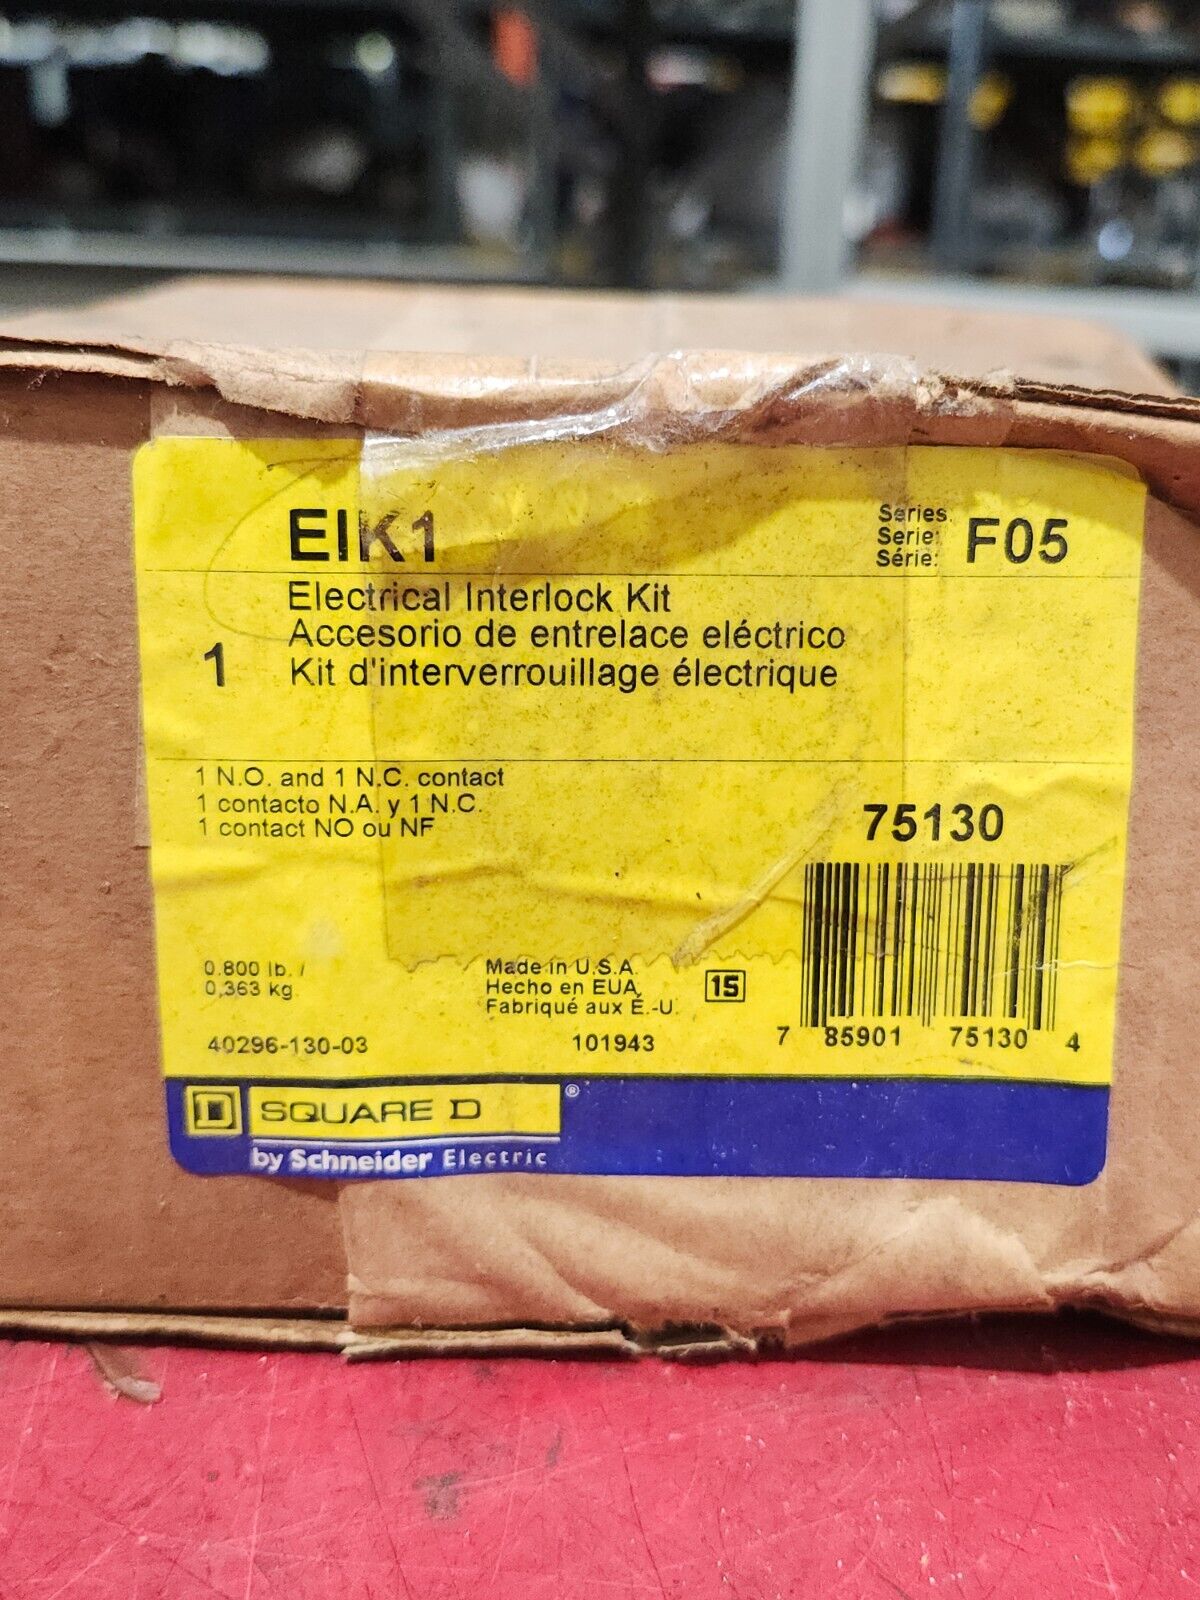 EIK1
Series:
Serie:
Série:
F05
Electrical Interlock Kit
Accesorio de entrelace eléctrico
1
Kit d'interverrouillage électrique
1 N.O. and 1 N.C. contact
1 contacto N.A. y 1 N.C.
1 contact NO ou NF
75130
0.800 lb. /
0,363 kg
Made in U.S.A.
Hecho en EUA
Fabriqué aux É.-U.
15
40296-130-03
101943
7 85901 75130 4
D SQUARE D ®
by Schneider Electric